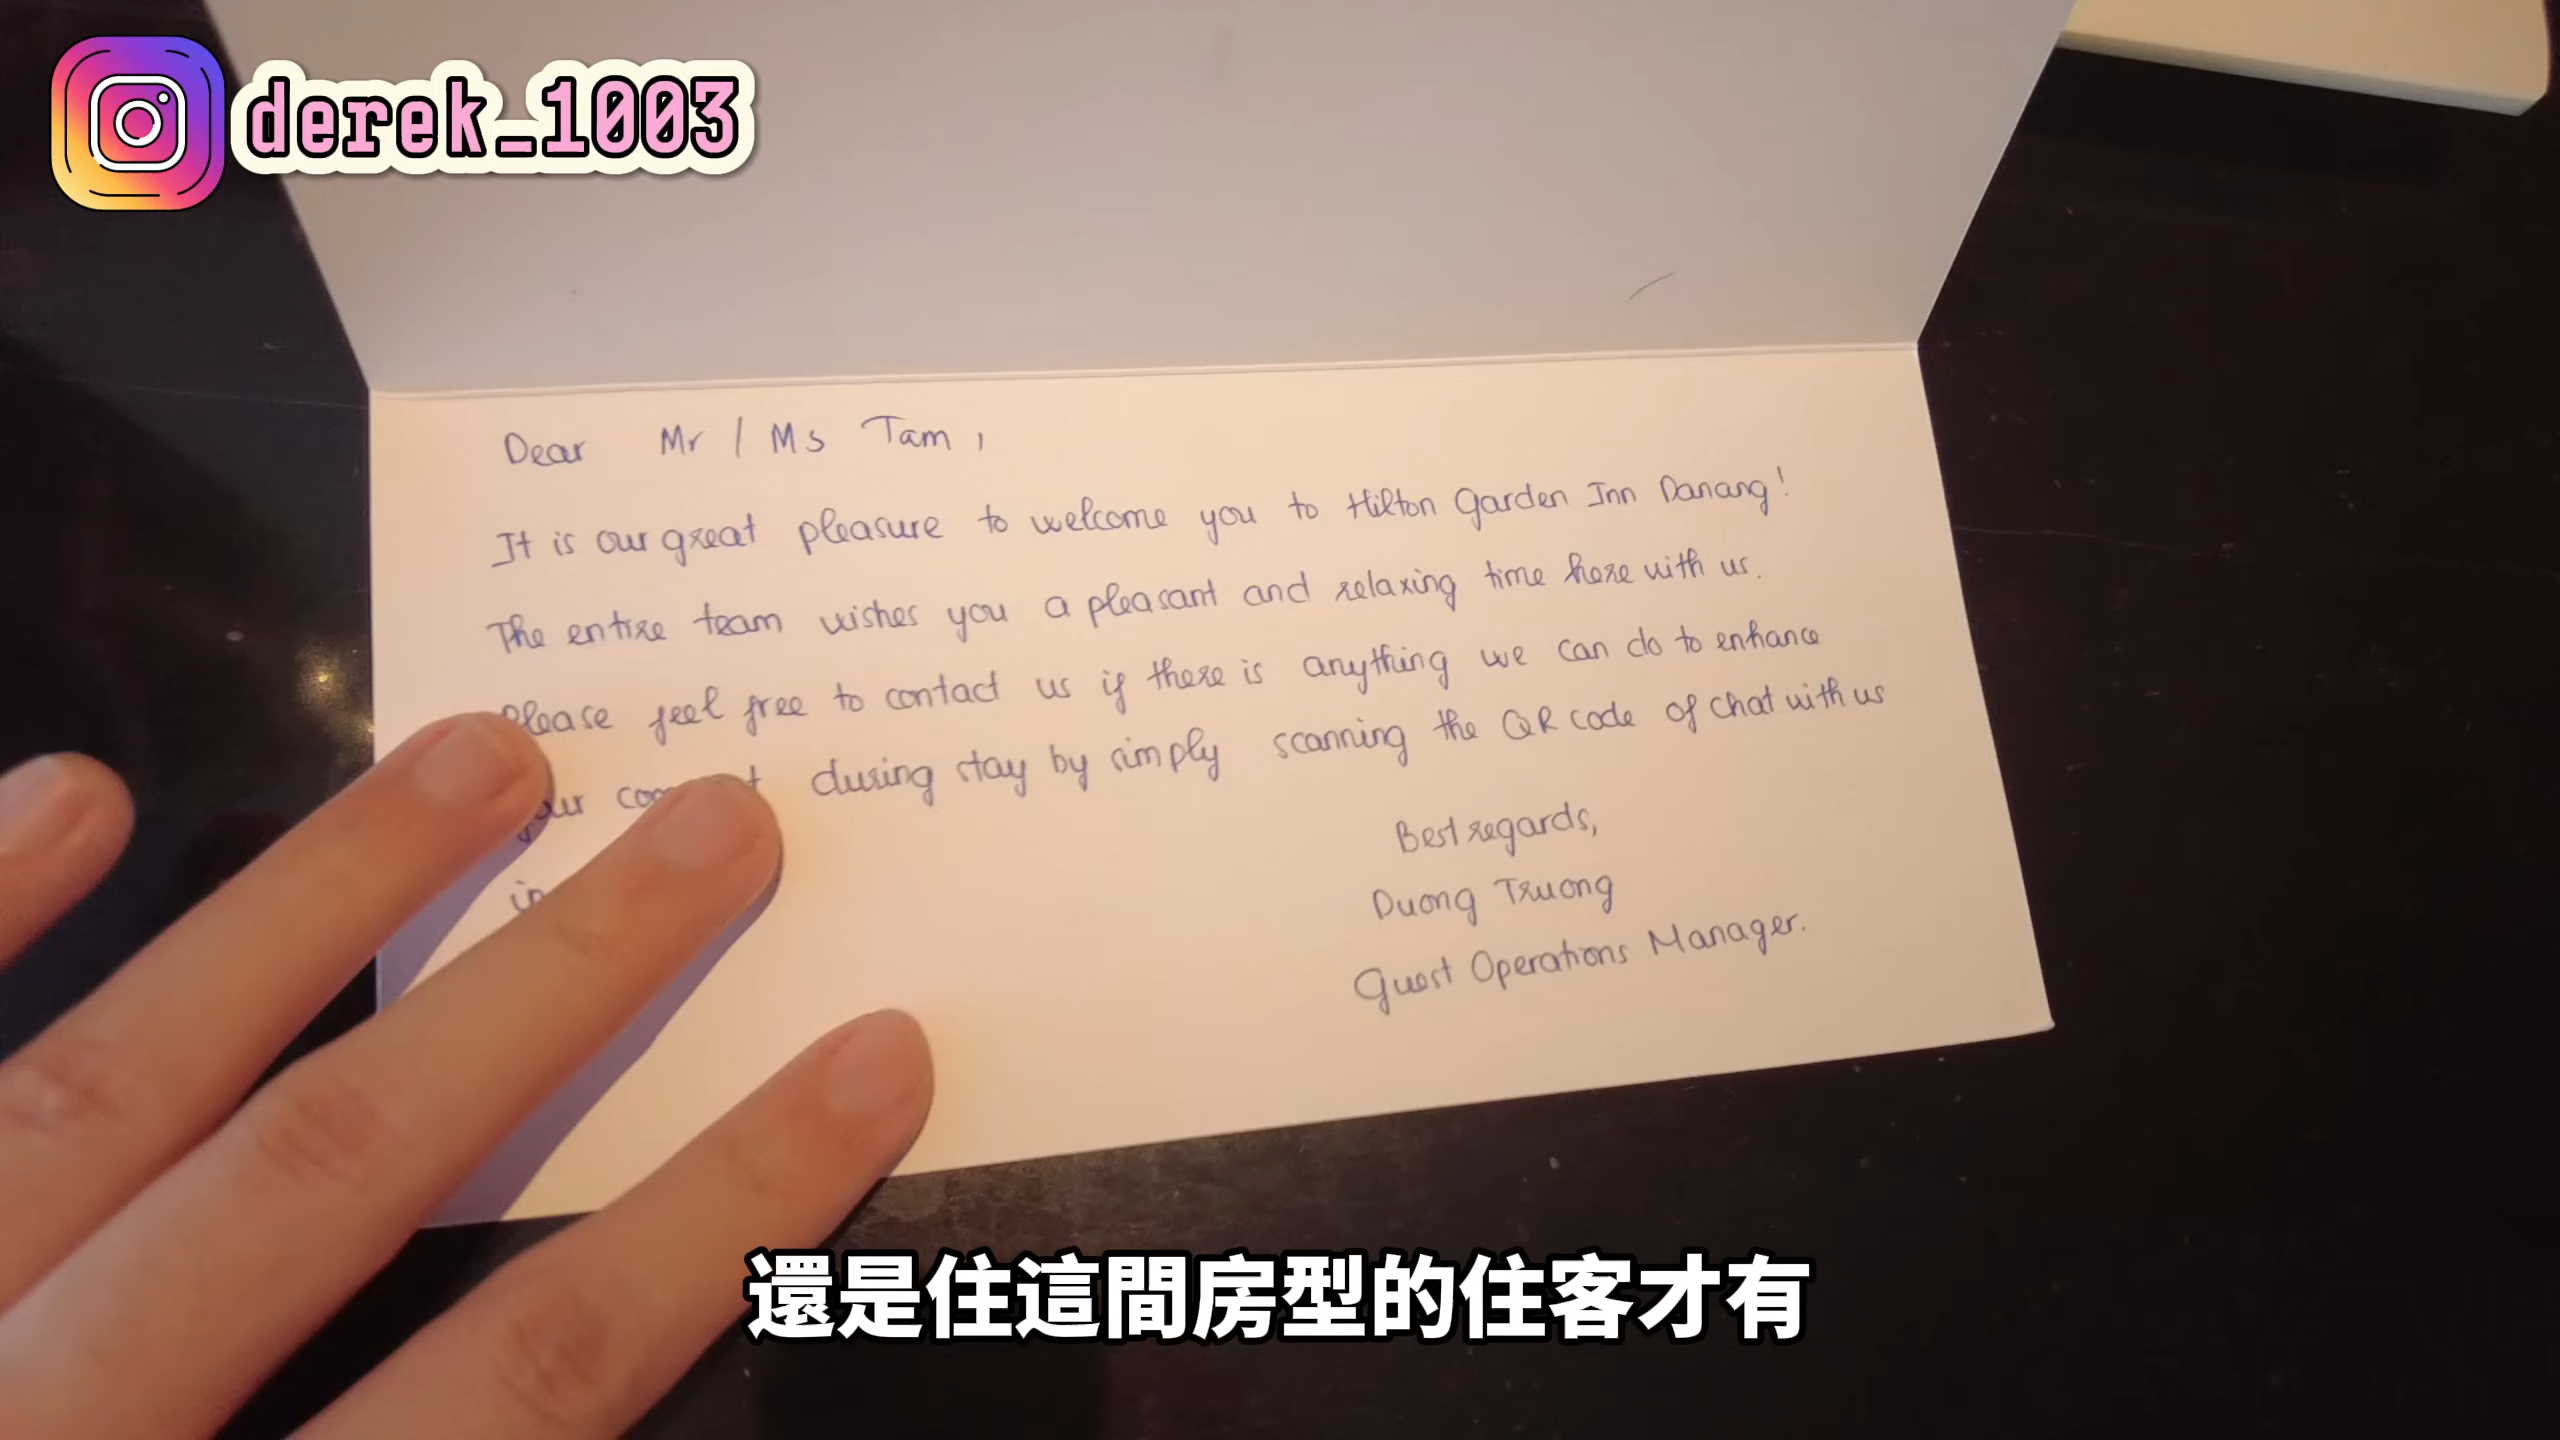 derek_1003
Dear Mr / Ms Tam,
It is our great pleasure to welcome you to Hilton Garden Inn Danang!
The entire team wishes you a pleasant and relaxing time here with us.
Please feel free to contact us if there is anything we can do to enhance
your during stay by simply scanning the QR code of chat with us
Best regards,
Duong Truong
Guest Operations Manager.
還是住這間房型的住客才有